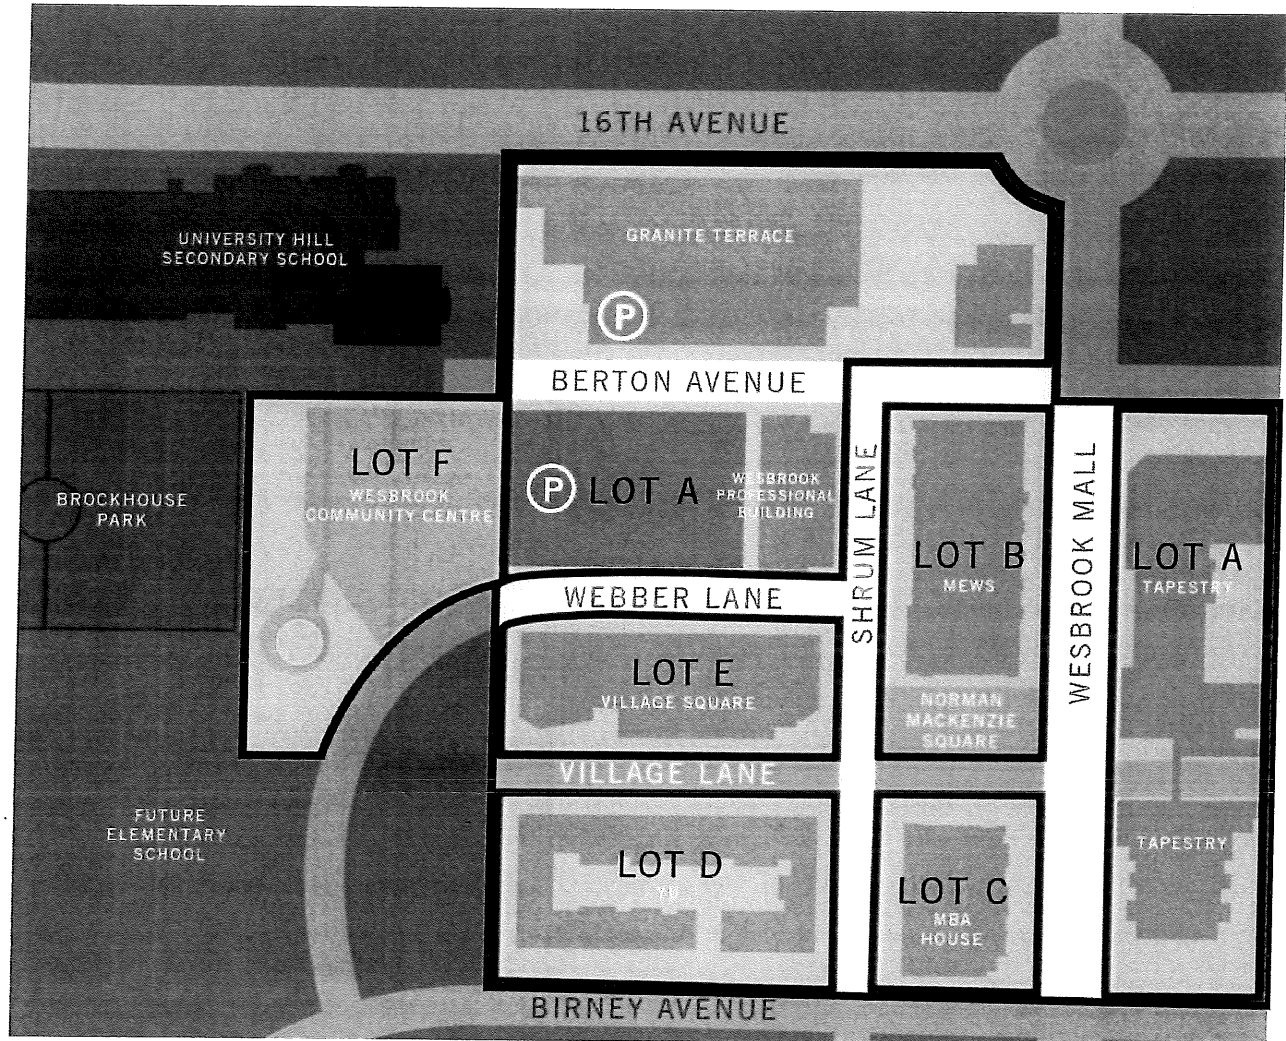 16TH AVENUE
UNIVERSITY HILL
SECONDARY SCHOOL
GRANITE TERRACE
P
BERTON AVENUE
LOT F
WESBROOK
COMMUNITY CENTRE
P
LOT A
WESBROOK
PROFESSIONAL
BUILDING
BROCKHOUSE
PARK
SHRUM LANE
LOT B
MEWS
WESBROOK MALL
LOT A
TAPESTRY
WEBBER LANE
LOT E
VILLAGE SQUARE
NORMAN
MACKENZIE
SQUARE
VILLAGE LANE
FUTURE
ELEMENTARY
SCHOOL
LOT D
LOT C
MBA
HOUSE
TAPESTRY
BIRNEY AVENUE